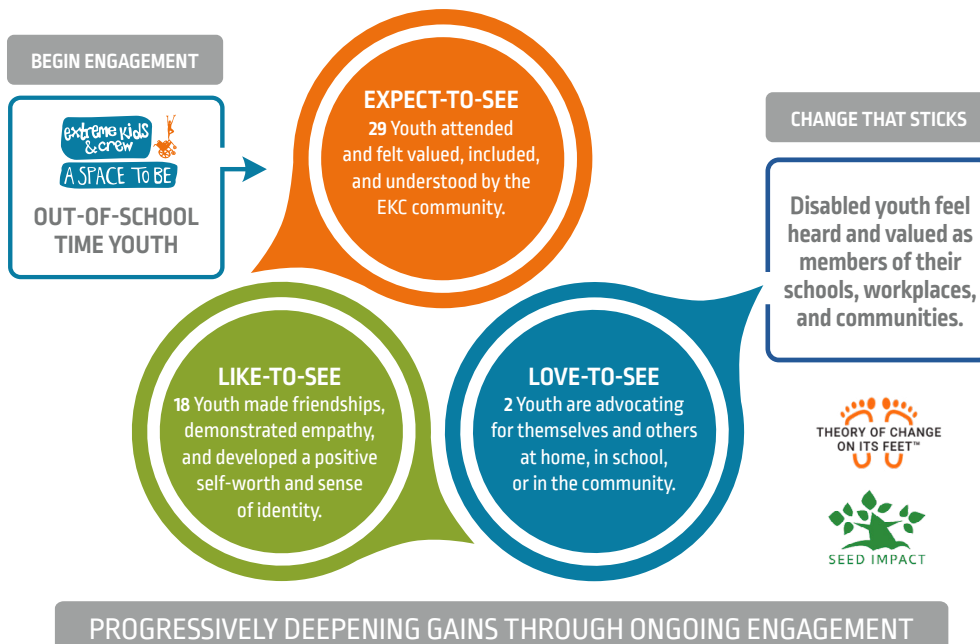 BEGIN ENGAGEMENT
extreme kids
& crew
A SPACE TO BE
OUT-OF-SCHOOL
TIME YOUTH
EXPECT-TO-SEE
29 Youth attended
and felt valued, included,
and understood by the
EKC community.
LIKE-TO-SEE
18 Youth made friendships,
demonstrated empathy,
and developed a positive
self-worth and sense
of identity.
LOVE-TO-SEE
2 Youth are advocating
for themselves and others
at home, in school,
or in the community.
CHANGE THAT STICKS
Disabled youth feel
heard and valued as
members of their
schools, workplaces,
and communities.
THEORY OF CHANGE
ON ITS FEET™
SEED IMPACT
PROGRESSIVELY DEEPENING GAINS THROUGH ONGOING ENGAGEMENT